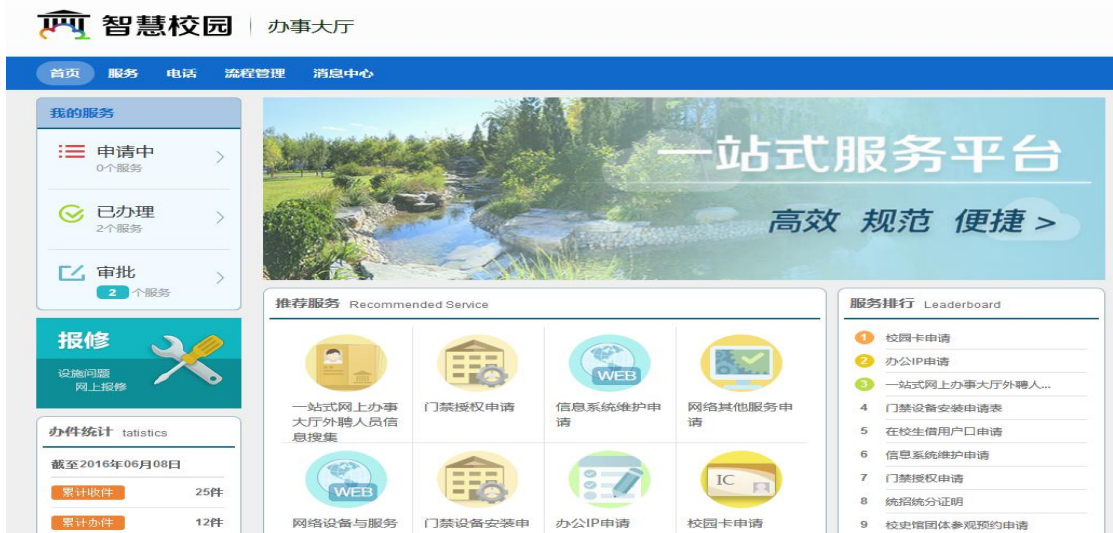 智慧校园 办事大厅
首页 服务 电话 流程管理 消息中心
我的服务
申请中
0个服务
已办理
2个服务
审批
2 个服务
报修
设施问题
网上报修
办件统计 tatistics
截至2016年06月08日
累计收件 25件
累计办件 12件
一站式服务平台
高效 规范 便捷 >
推荐服务 Recommended Service
一站式网上办事
大厅外聘人员信
息搜集
门禁授权申请
WEB
信息系统维护申
请
网络其他服务申
请
WEB
网络设备与服务
门禁设备安装申
办公IP申请
IC
校园卡申请
服务排行 Leaderboard
1 校园卡申请
2 办公IP申请
3 一站式网上办事大厅外聘人...
4 门禁设备安装申请表
5 在校生借用户口申请
6 信息系统维护申请
7 门禁授权申请
8 统招统分证明
9 校史馆团体参观预约申请